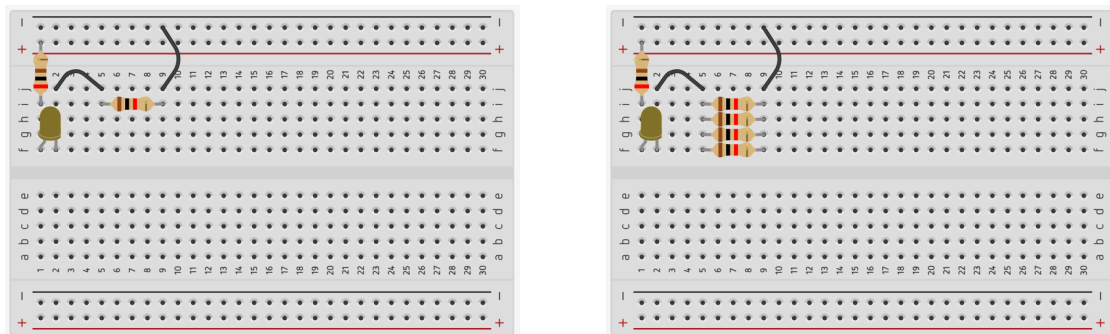 − −
+ +
1 2 3 4 5 6 7 8 9 10 11 12 13 14 15 16 17 18 19 20 21 22 23 24 25 26 27 28 29 30
j j
i i
h h
g g
f f
e e
d d
c c
b b
a a
1 2 3 4 5 6 7 8 9 10 11 12 13 14 15 16 17 18 19 20 21 22 23 24 25 26 27 28 29 30
− −
+ +
− −
+ +
1 2 3 4 5 6 7 8 9 10 11 12 13 14 15 16 17 18 19 20 21 22 23 24 25 26 27 28 29 30
j j
i i
h h
g g
f f
e e
d d
c c
b b
a a
1 2 3 4 5 6 7 8 9 10 11 12 13 14 15 16 17 18 19 20 21 22 23 24 25 26 27 28 29 30
− −
+ +